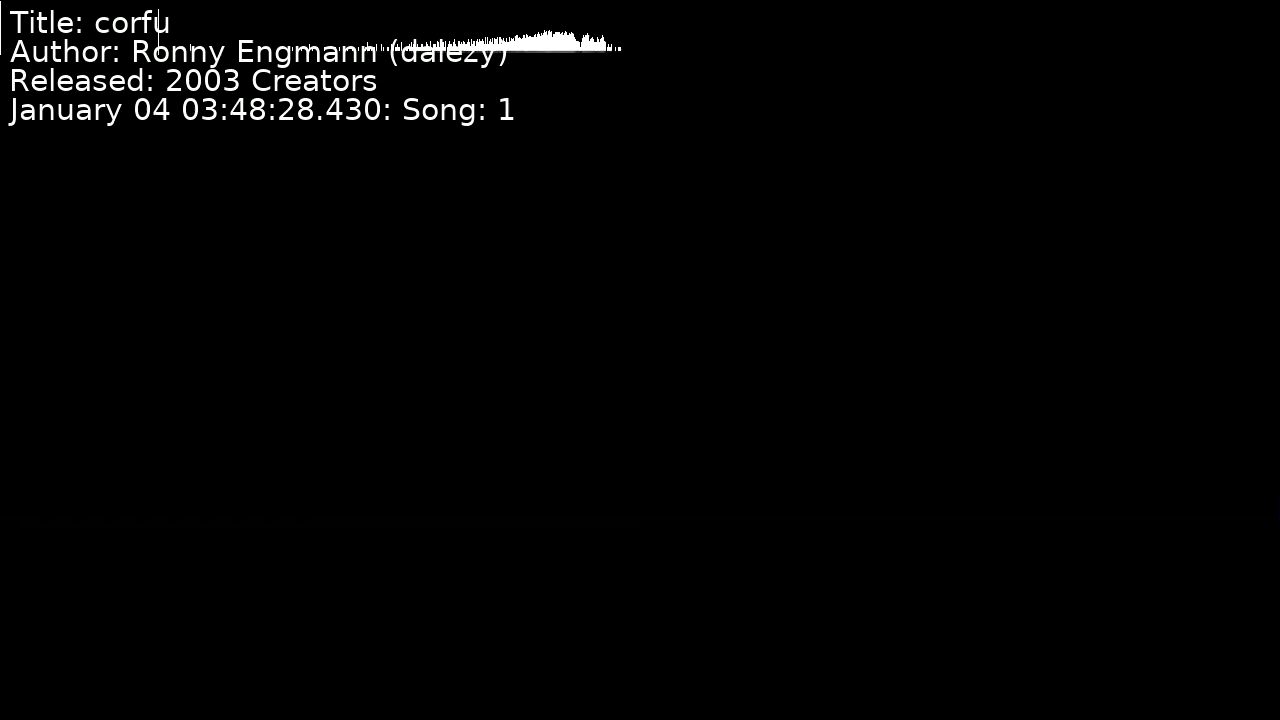 Title: corfu
Author: Ronny Engmann (dalezy)
Released: 2003 Creators
January 04 03:48:28.430: Song: 1